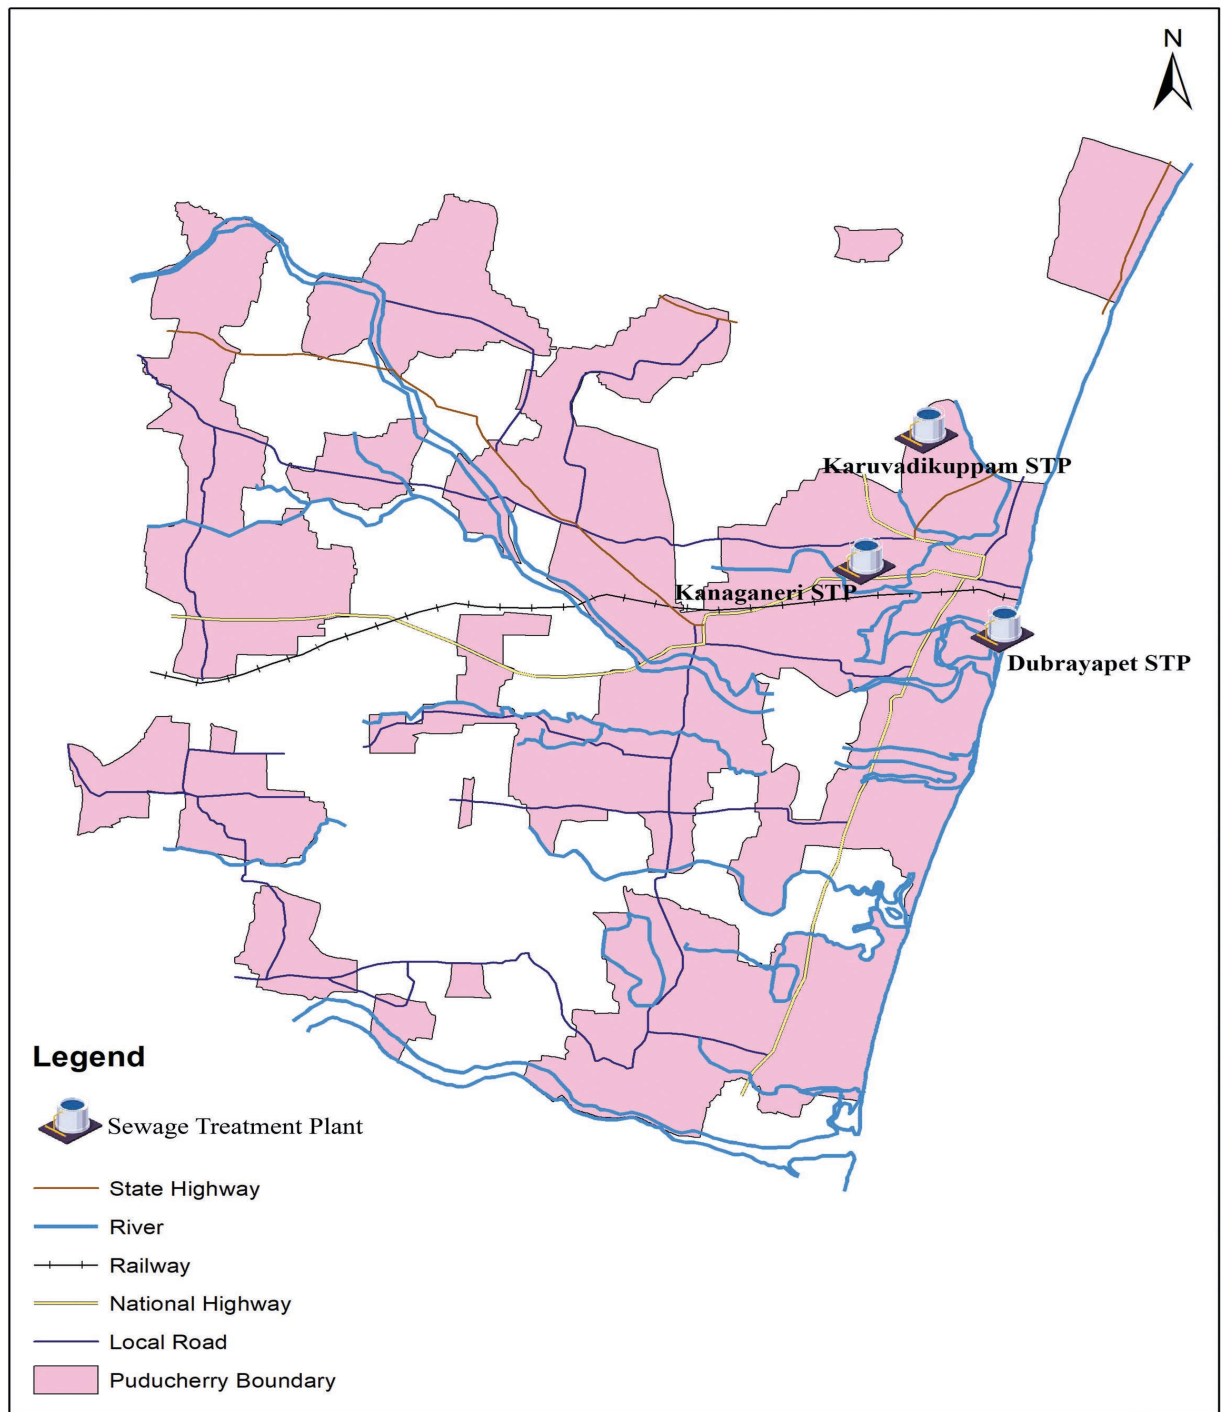 N
Karuvadikuppam STP
Kanaganeri STP
Dubrayapet STP
Legend
Sewage Treatment Plant
State Highway
River
Railway
National Highway
Local Road
Puducherry Boundary